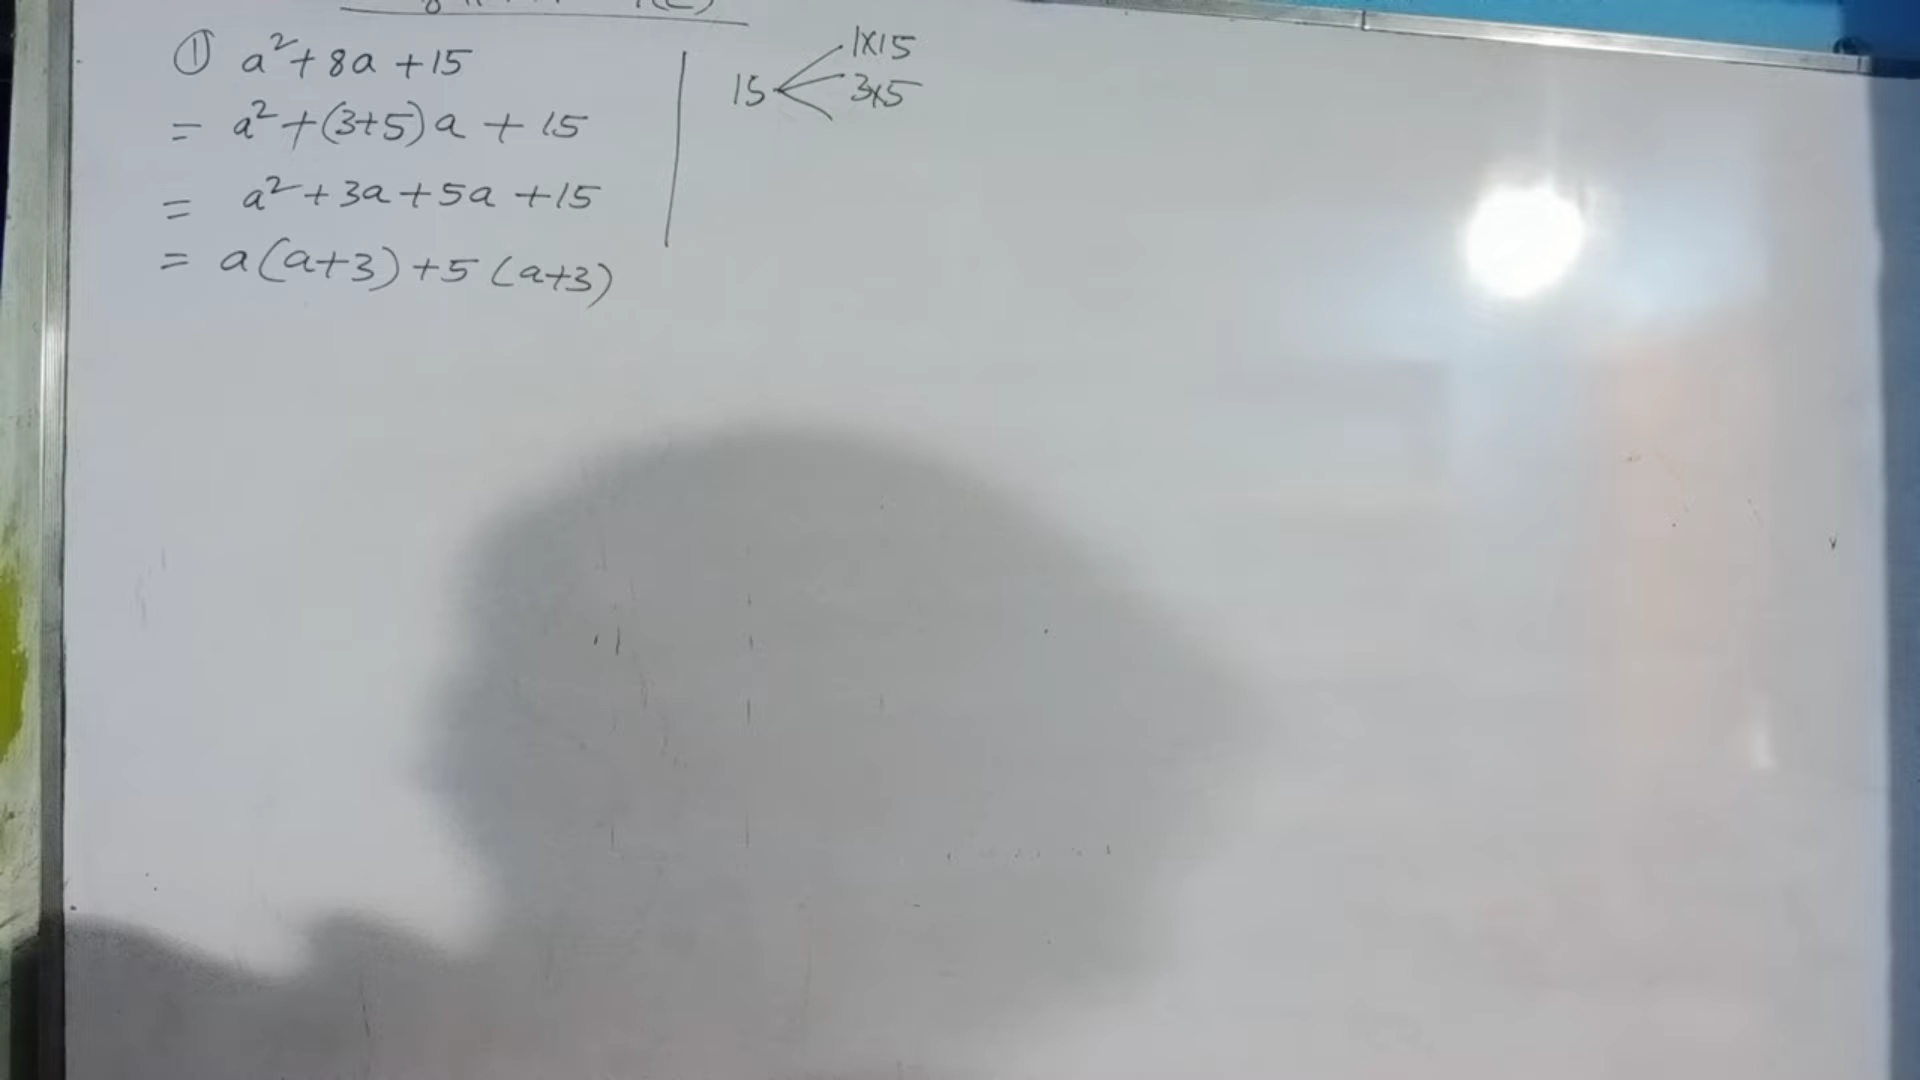 ① a²+8a+15
= a²+(3+5)a+15
= a²+3a+5a+15
= a(a+3)+5(a+3)
15 1×15
3×5